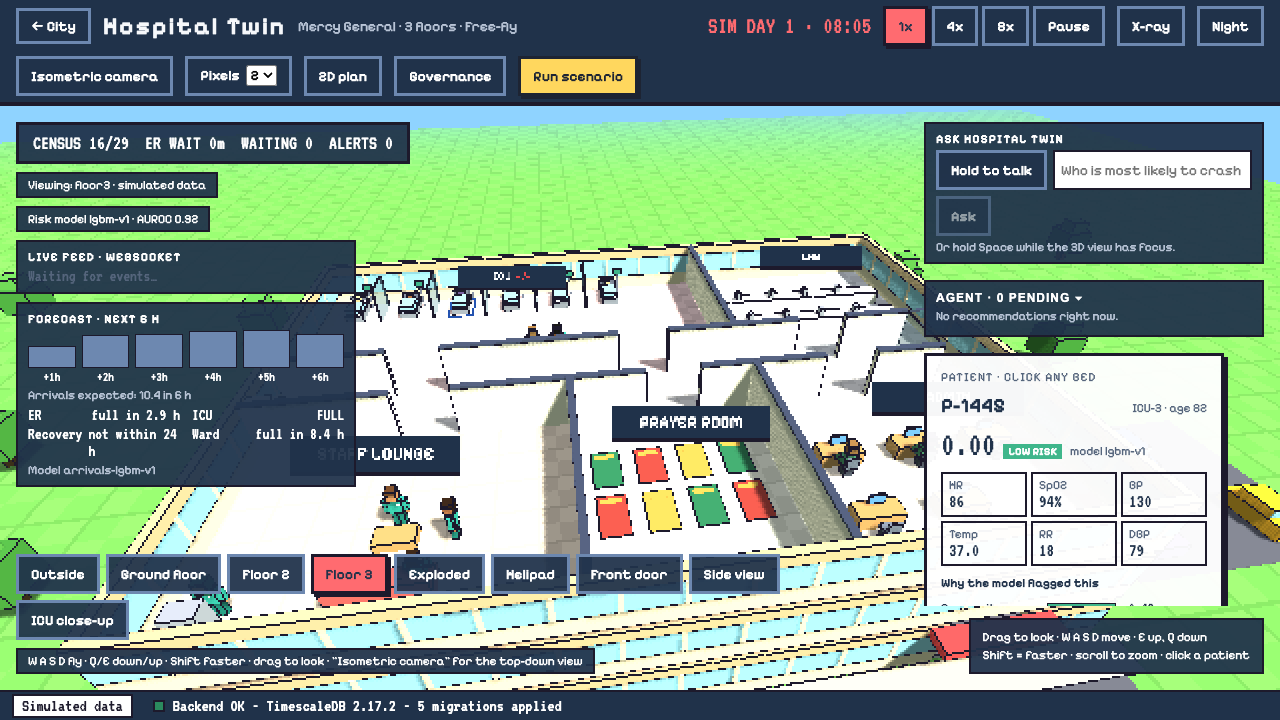 ← City
Hospital Twin
Mercy General · 3 floors · Free-fly
SIM DAY 1 · 08:05
1x
4x
8x
Pause
X-ray
Night
Isometric camera
Pixels 2
2D plan
Governance
Run scenario
CENSUS 16/29 ER WAIT 0m WAITING 0 ALERTS 0
Viewing: floor3 · simulated data
Risk model lgbm-v1 · AUROC 0.92
LIVE FEED · WEBSOCKET
Waiting for events…
FORECAST · NEXT 6 H
+1h +2h +3h +4h +5h +6h
Arrivals expected: 10.4 in 6 h
ER full in 2.9 h ICU FULL
Recovery not within 24 h Ward full in 8.4 h
Model arrivals-lgbm-v1
STAFF LOUNGE
PRAYER ROOM
ASK HOSPITAL TWIN
Hold to talk
Who is most likely to crash
Ask
Or hold Space while the 3D view has focus.
AGENT · 0 PENDING
No recommendations right now.
PATIENT · CLICK ANY BED
P-1448
ICU-3 · age 82
0.00 LOW RISK model lgbm-v1
HR
86
SpO2
94%
BP
130
Temp
37.0
RR
18
DBP
79
Why the model flagged this
Outside
Ground floor
Floor 2
Floor 3
Exploded
Helipad
Front door
Side view
ICU close-up
W A S D fly · Q/E down/up · Shift faster · drag to look · "Isometric camera" for the top-down view
Drag to look · W A S D move · E up, Q down
Shift = faster · scroll to zoom · click a patient
Simulated data
Backend OK - TimescaleDB 2.17.2 - 5 migrations applied